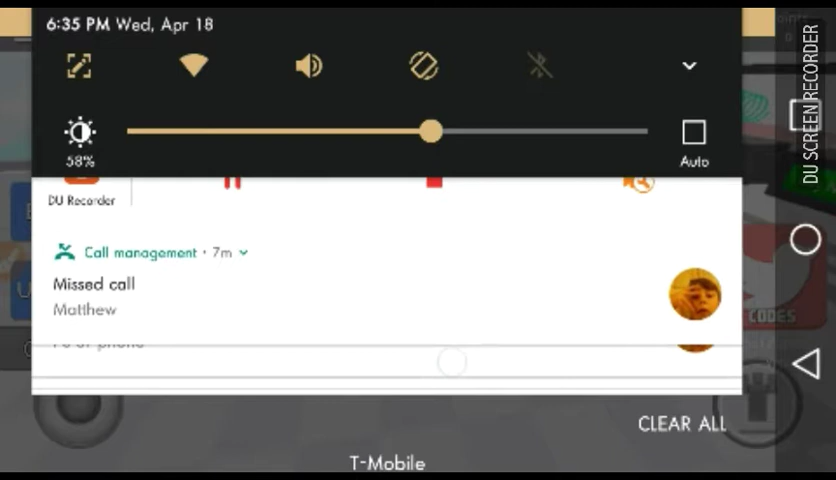 6:35 PM Wed, Apr 18
58%
Auto
DU Recorder
Call management · 7m
Missed call
Matthew
CODES
CLEAR ALL
T-Mobile
DU SCREEN RECORDER